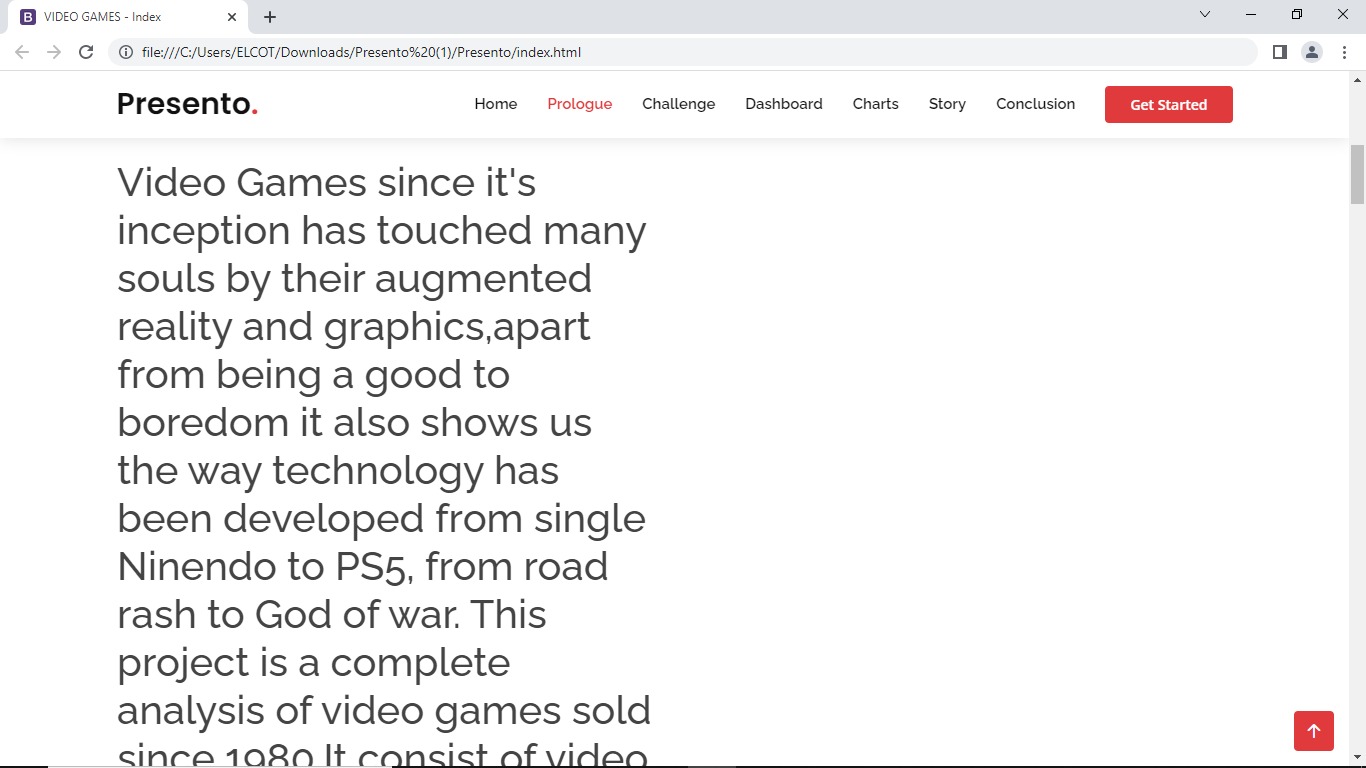 VIDEO GAMES - Index
file:///C:/Users/ELCOT/Downloads/Presento%20(1)/Presento/index.html
Presento. Home Prologue Challenge Dashboard Charts Story Conclusion Get Started
Video Games since it's
inception has touched many
souls by their augmented
reality and graphics,apart
from being a good to
boredom it also shows us
the way technology has
been developed from single
Ninendo to PS5, from road
rash to God of war. This
project is a complete
analysis of video games sold
since 1980.It consist of video